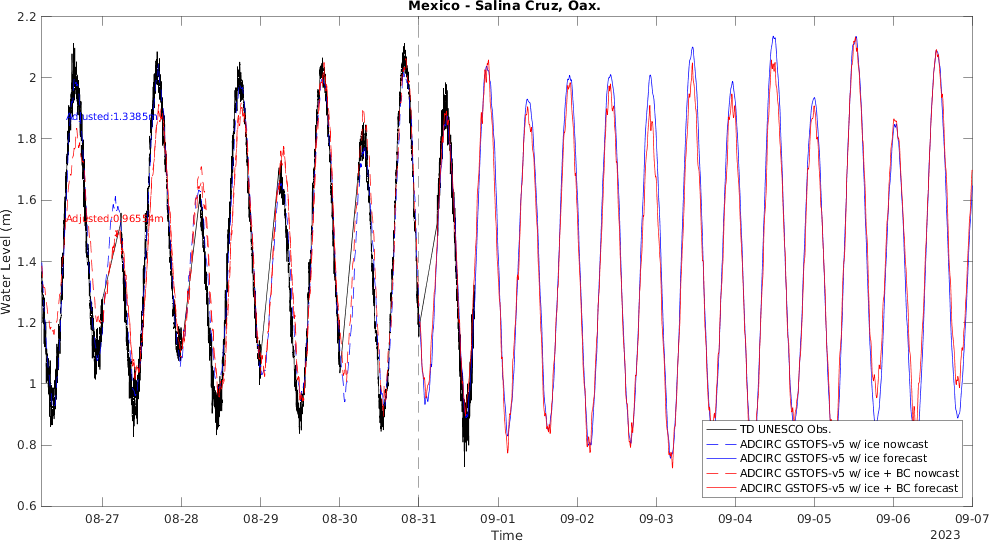 Mexico - Salina Cruz, Oax.
2.2
2
1.8
1.6
1.4
1.2
1
0.8
0.6
Water Level (m)
Adjusted:1.3385m
TD UNESCO Obs.
ADCIRC GSTOFS-v5 w/ ice nowcast
ADCIRC GSTOFS-v5 w/ ice forecast
ADCIRC GSTOFS-v5 w/ ice + BC nowcast
ADCIRC GSTOFS-v5 w/ ice + BC forecast
08-27 08-28 08-29 08-30 08-31 09-01 09-02 09-03 09-04 09-05 09-06 09-07
Time
2023